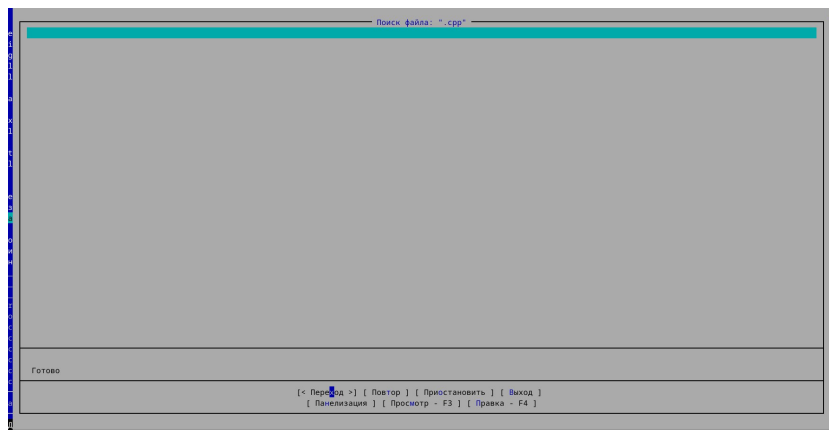 Поиск файла: ".cpp"
Готово
[< Переход >] [ Повтор ] [ Приостановить ] [ Выход ]
[ Панелизация ] [ Просмотр - F3 ] [ Правка - F4 ]